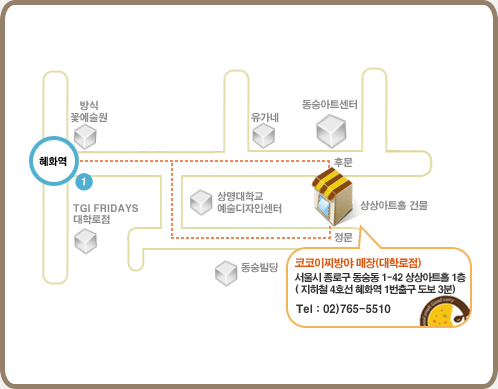 방식
꽃예술원
유가네
동숭아트센터
혜화역
1
후문
TGI FRIDAYS
대학로점
상명대학교
예술디자인센터
상상아트홀 건물
정문
동숭빌딩
코코이찌방야 매장(대학로점)
서울시 종로구 동숭동 1-42 상상아트홀 1층
( 지하철 4호선 혜화역 1번출구 도보 3분)
Tel : 02)765-5510